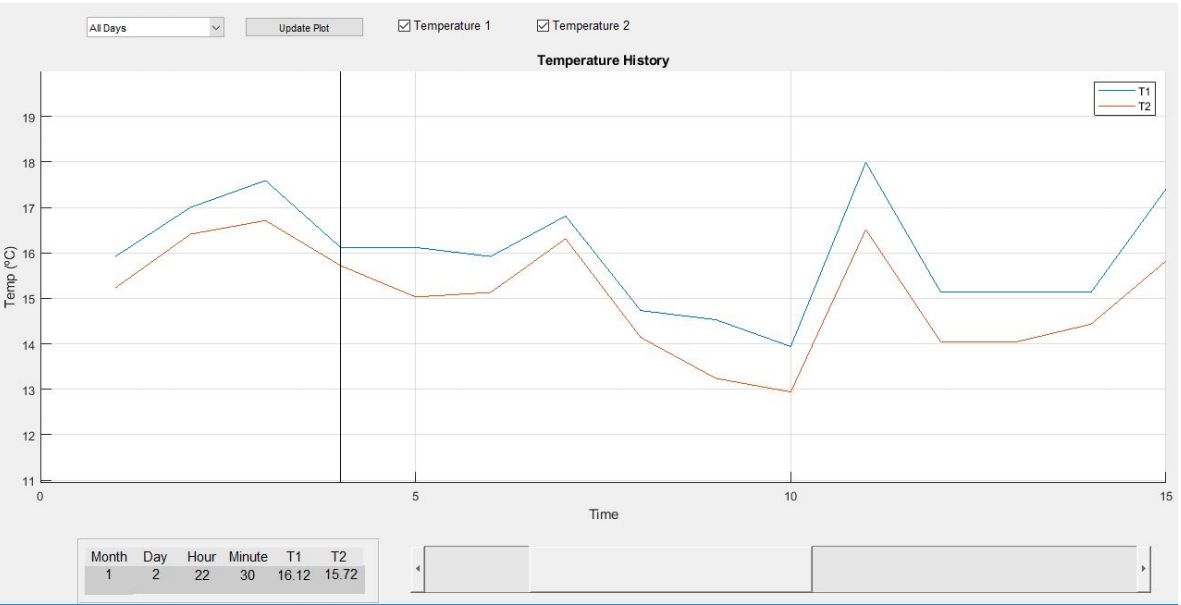 All Days Update Plot Temperature 1 Temperature 2
Temperature History
T1
T2
19
18
17
16
15
14
13
12
11
Temp (ºC)
0 5 10 15
Time
Month Day Hour Minute T1 T2
1 2 22 30 16.12 15.72